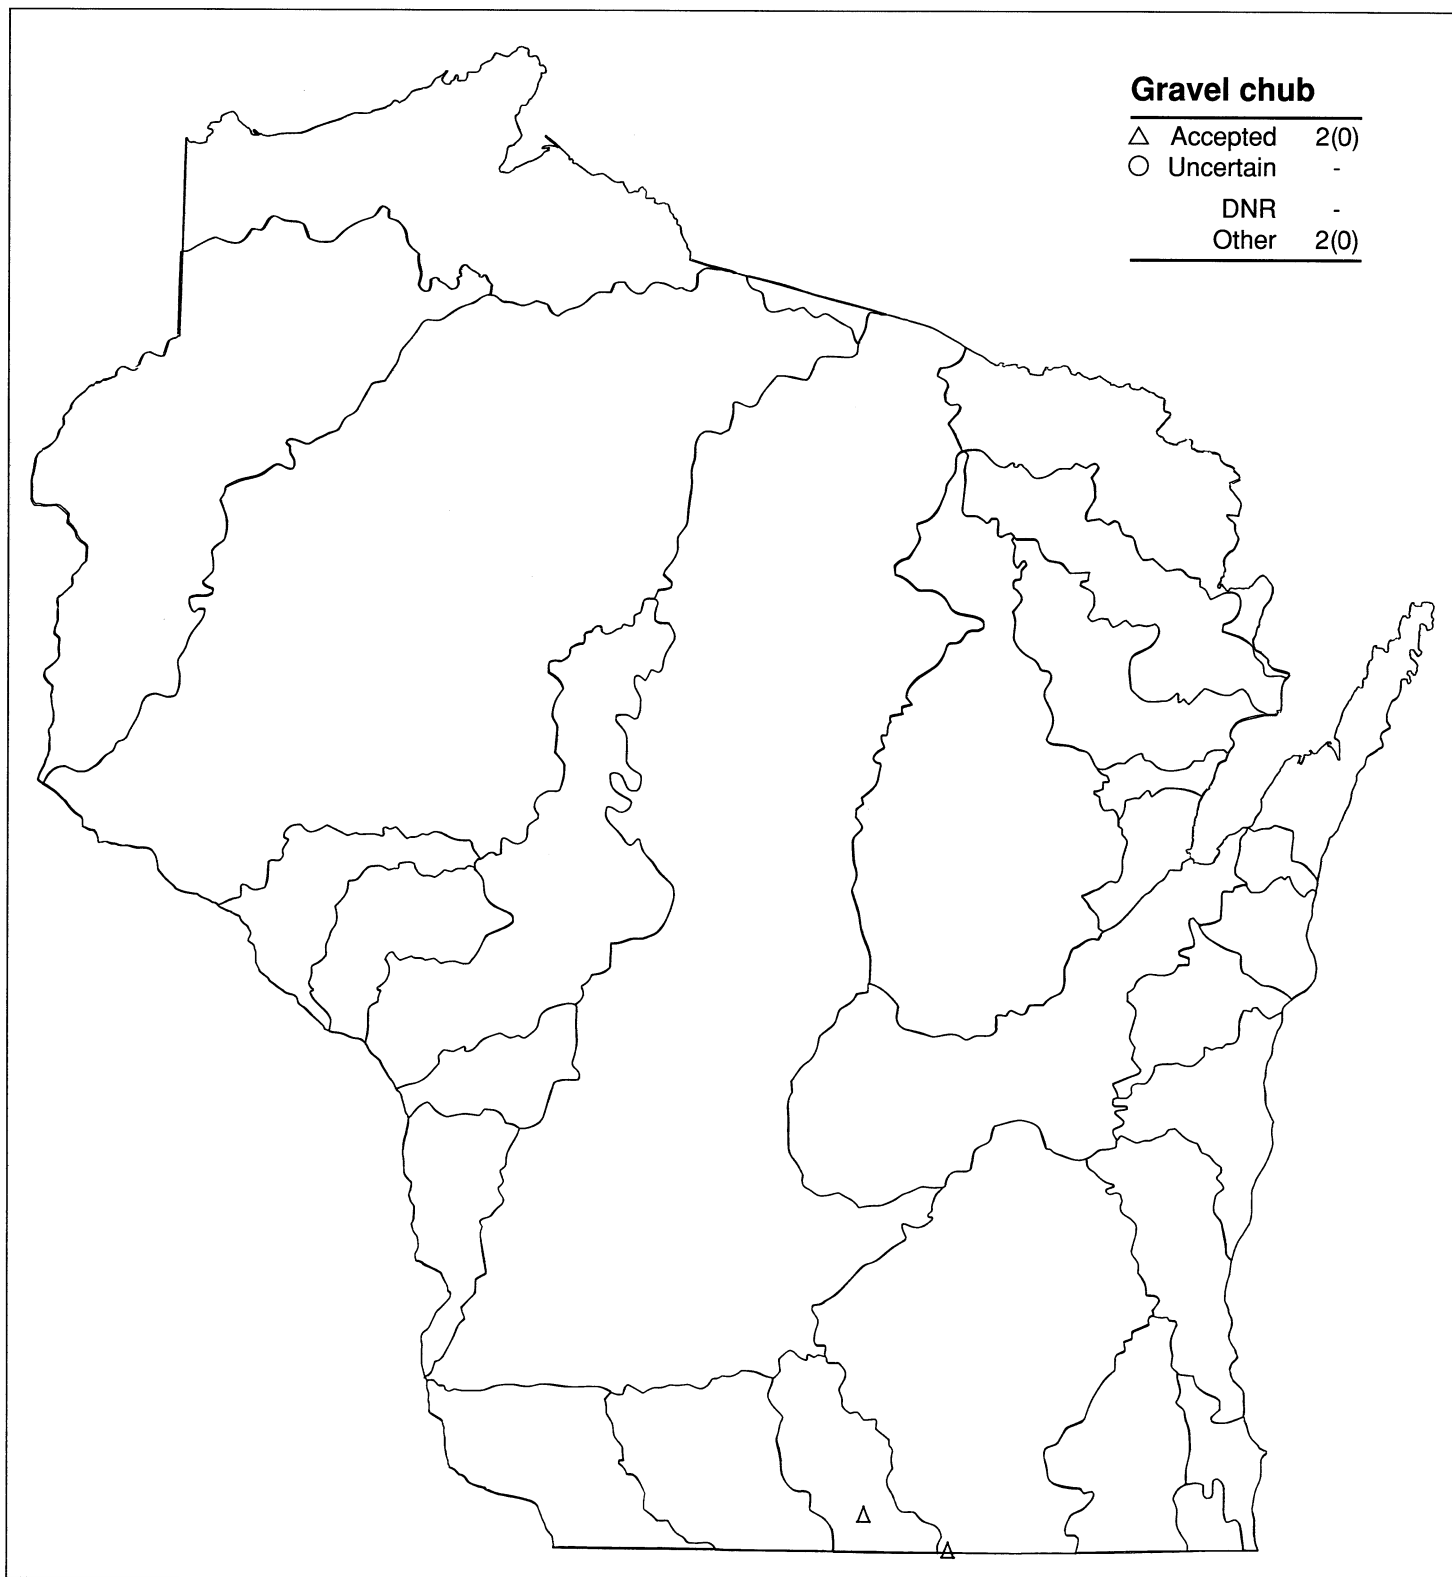 Gravel chub
△ Accepted 2(0)
○ Uncertain -
DNR -
Other 2(0)